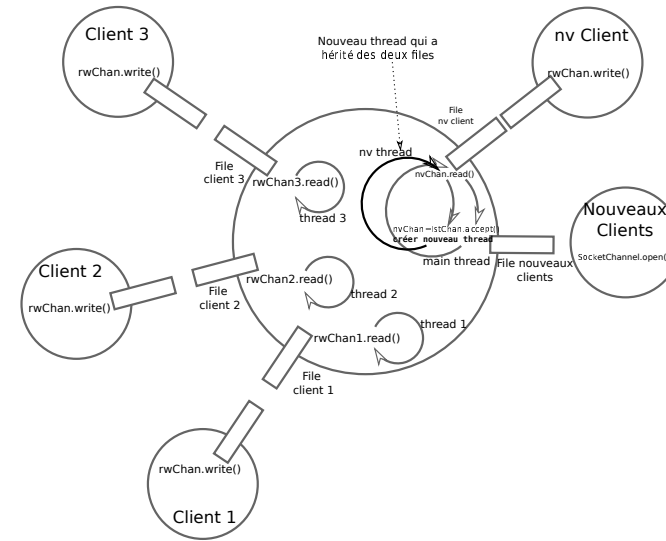 Client 3
rwChan.write()
Nouveau thread qui a
hérité des deux files
nv Client
rwChan.write()
File
nv client
nv thread
nvChan.read()
File
client 3
rwChan3.read()
thread 3
nvChan=lstChan.accept()
créer nouveau thread
main thread
File nouveaux
clients
Nouveaux
Clients
SocketChannel.open()
Client 2
rwChan.write()
File
client 2
rwChan2.read()
thread 2
rwChan1.read()
thread 1
File
client 1
rwChan.write()
Client 1